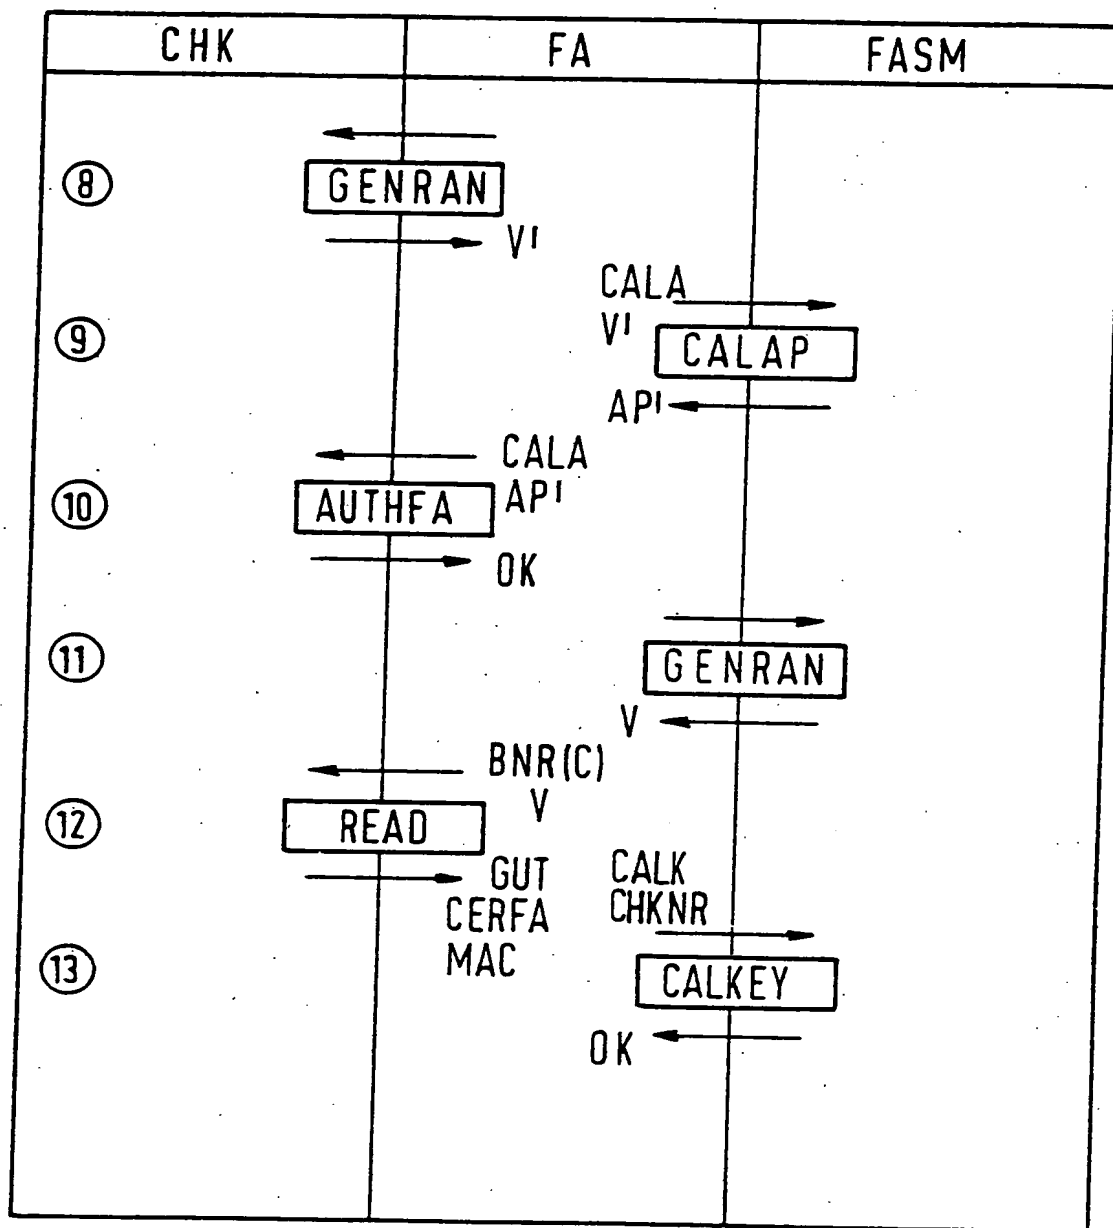 CHK FA FASM
8
GENRAN
V'
CALA
V'
9
CALAP
AP'
CALA
AP'
10
AUTHFA
OK
11
GENRAN
V
BNR(C)
V
12
READ
GUT
CERFA
MAC
CALK
CHKNR
13
CALKEY
OK